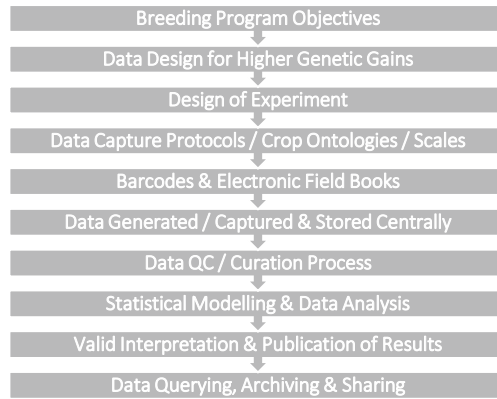 Breeding Program Objectives
Data Design for Higher Genetic Gains
Design of Experiment
Data Capture Protocols / Crop Ontologies / Scales
Barcodes & Electronic Field Books
Data Generated / Captured & Stored Centrally
Data QC / Curation Process
Statistical Modelling & Data Analysis
Valid Interpretation & Publication of Results
Data Querying, Archiving & Sharing